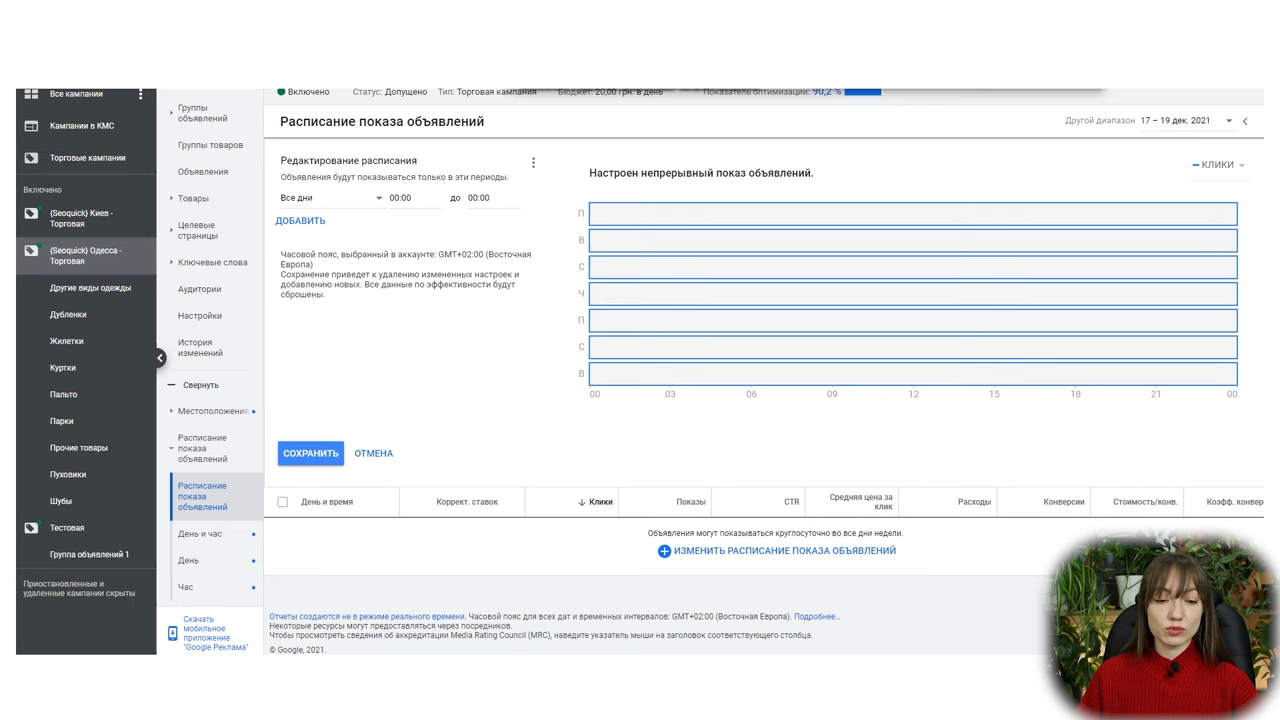 Все кампании
Кампании в КМС
Торговые кампании
Включено
{Seoquick} Киев -
Торговая
{Seoquick} Одесса -
Торговая
Другие виды одежды
Дубленки
Жилетки
Куртки
Пальто
Парки
Прочие товары
Пуховики
Шубы
Тестовая
Группа объявлений 1
Приостановленные и
удаленные кампании скрыты
Группы
объявлений
Группы товаров
Объявления
Товары
Целевые
страницы
Ключевые слова
Аудитории
Настройки
История
изменений
Свернуть
Местоположения
Расписание
показа
объявлений
Расписание
показа
объявлений
День и час
День
Час
Скачать
мобильное
приложение
"Google Реклама"
Включено Статус: Допущено Тип: Торговая кампания Бюджет: 20,00 грн. в день Показатель оптимизации: 90,2 %
Расписание показа объявлений
Другой диапазон 17 – 19 дек. 2021
Редактирование расписания
Объявления будут показываться только в эти периоды.
Все дни 00:00 до 00:00
ДОБАВИТЬ
Часовой пояс, выбранный в аккаунте: GMT+02:00 (Восточная
Европа)
Сохранение приведет к удалению измененных настроек и
добавлению новых. Все данные по эффективности будут
сброшены.
КЛИКИ
Настроен непрерывный показ объявлений.
П
В
С
Ч
П
С
В
00 03 06 09 12 15 18 21 00
СОХРАНИТЬ ОТМЕНА
День и время Коррект. ставок Клики Показы CTR Средняя цена за клик Расходы Конверсии Стоимость/конв. Коэфф. конвер
Объявления могут показываться круглосуточно во все дни недели.
ИЗМЕНИТЬ РАСПИСАНИЕ ПОКАЗА ОБЪЯВЛЕНИЙ
Отчеты создаются не в режиме реального времени. Часовой пояс для всех дат и временных интервалов: GMT+02:00 (Восточная Европа). Подробнее…
Некоторые ресурсы могут предоставляться через посредников.
Чтобы просмотреть сведения об аккредитации Media Rating Council (MRC), наведите указатель мыши на заголовок соответствующего столбца.
© Google, 2021.